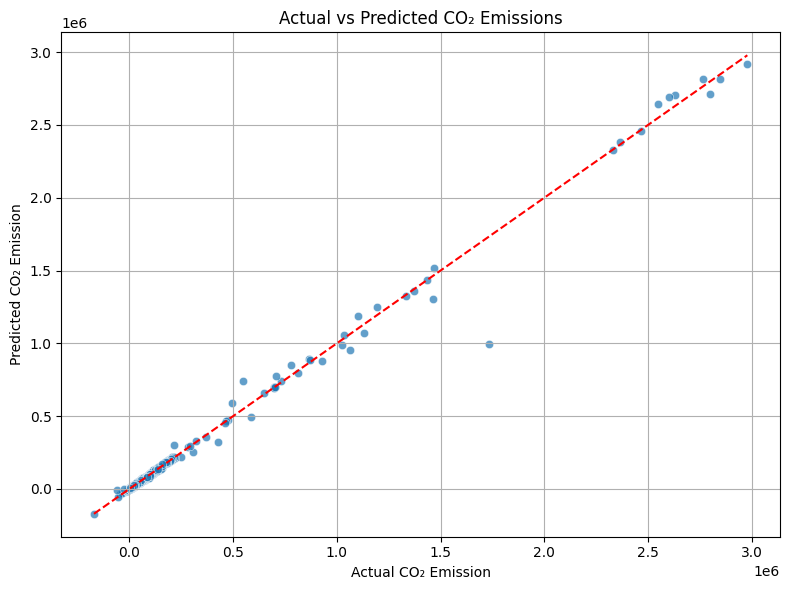 Actual vs Predicted CO₂ Emissions
1e6
3.0
2.5
2.0
1.5
1.0
0.5
0.0
Predicted CO₂ Emission
0.0 0.5 1.0 1.5 2.0 2.5 3.0
1e6
Actual CO₂ Emission